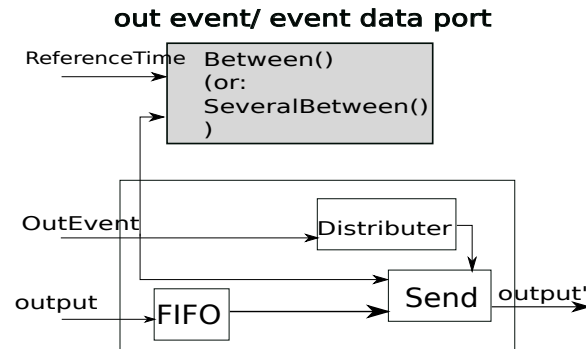 out event/ event data port
ReferenceTime
Between()
(or:
SeveralBetween()
)
OutEvent
Distributer
output
FIFO
Send
output'